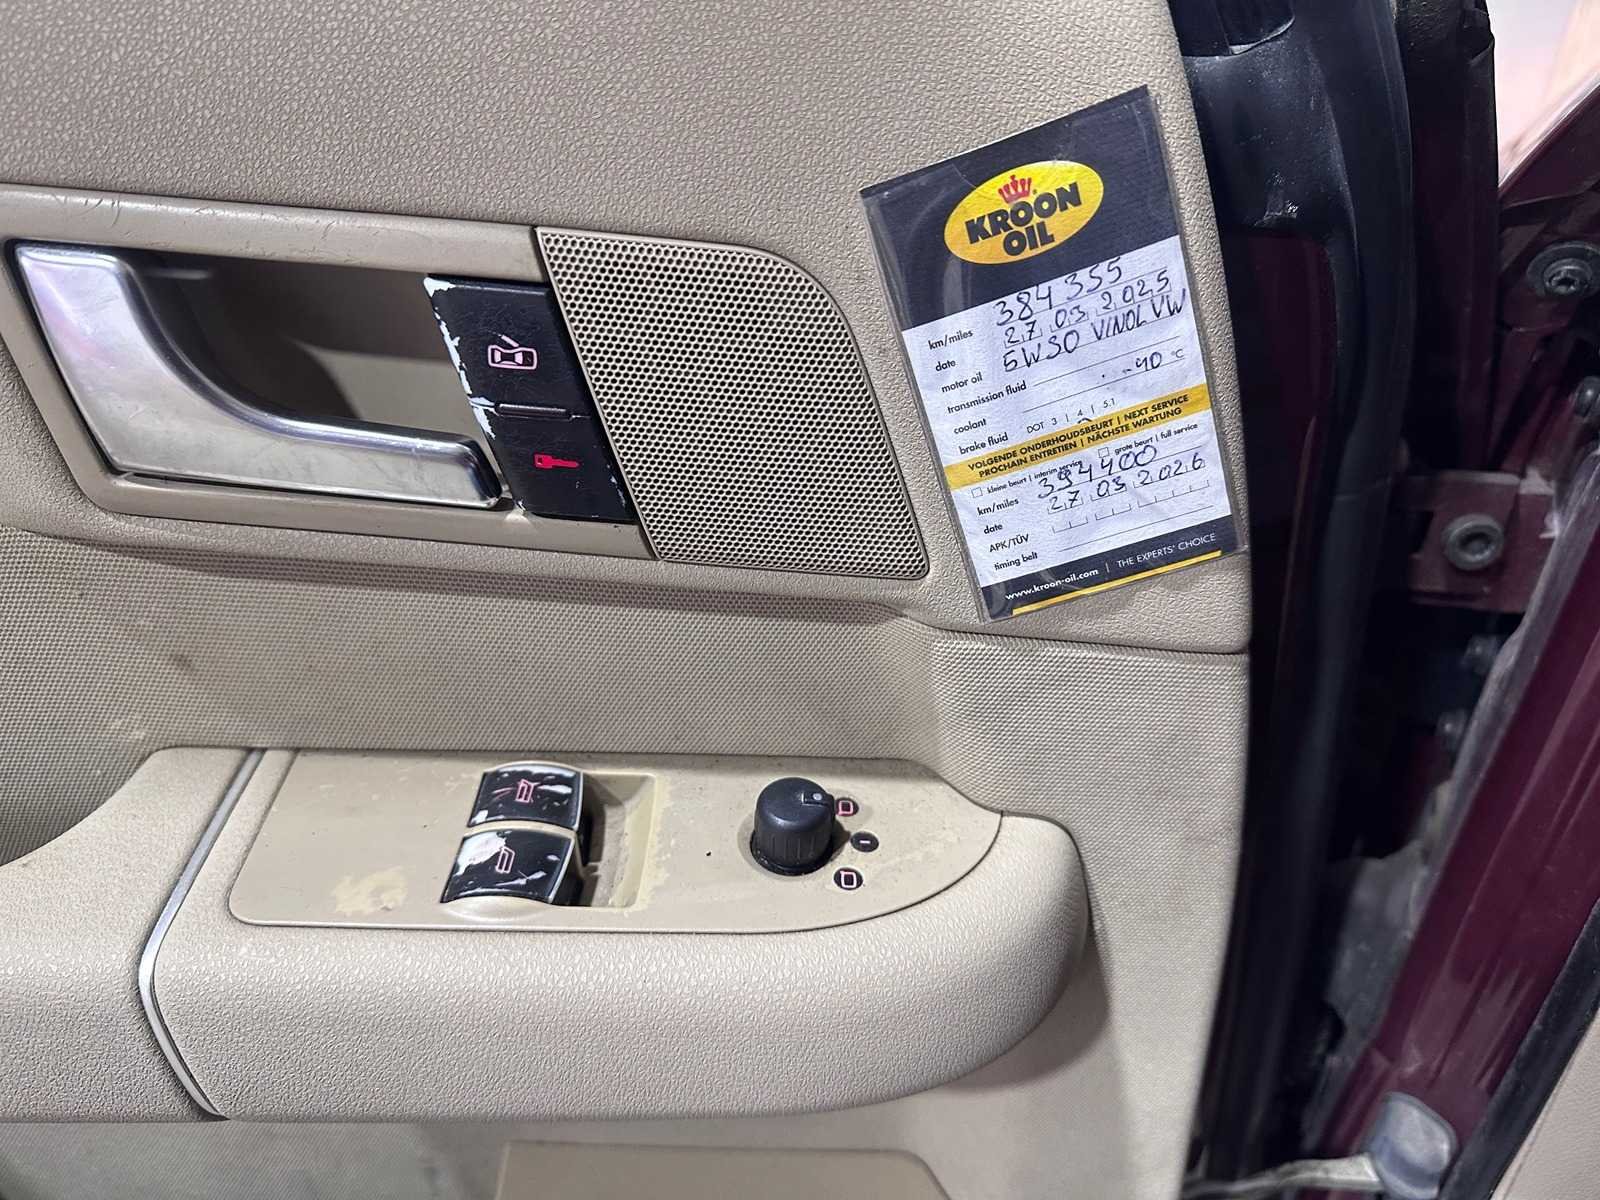 KROON
OIL
km/miles 384 355
date 27 03 2025
motor oil 5W30 V/NOL VW
transmission fluid
coolant -40 °C
brake fluid DOT 3 | 4 | 5.1
VOLGENDE ONDERHOUDSBEURT | NEXT SERVICE
PROCHAIN ENTRETIEN | NÄCHSTE WARTUNG
kleine beurt | interim service grote beurt | full service
km/miles 394400
date 27 03 2026
APK/TÜV
timing belt
www.kroon-oil.com | THE EXPERTS' CHOICE